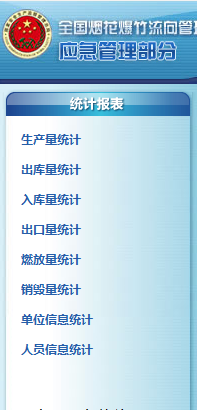 全国烟花爆竹流向管
应急管理部分
统计报表
生产量统计
出库量统计
入库量统计
出口量统计
燃放量统计
销毁量统计
单位信息统计
人员信息统计